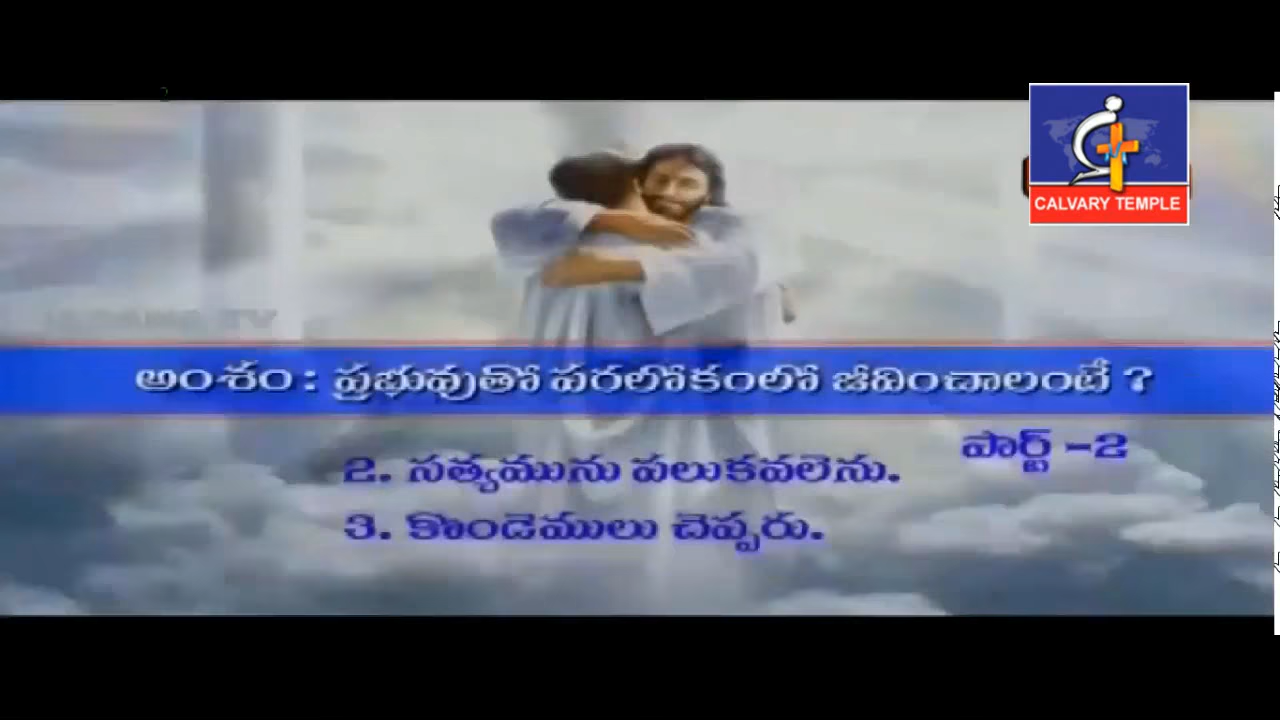 CALVARY TEMPLE
అంశం : ప్రభువుతో పరలోకంలో జీవించాలంటే ?
పార్ట్ -2
2. సత్యమును పలుకవలెను.
3. కొండెములు చెప్పరు.